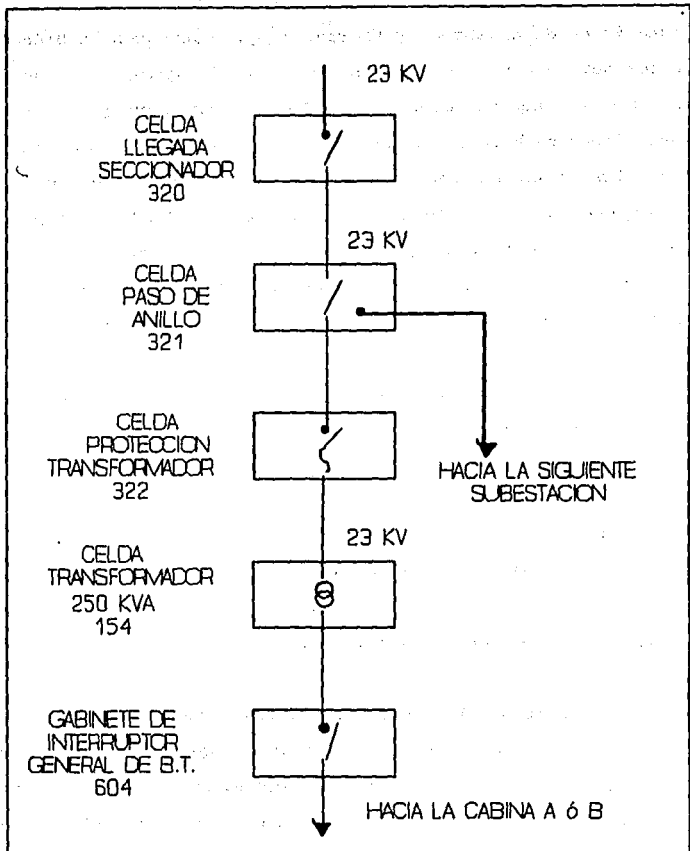 23 KV
CELDA
LLEGADA
SECCIONADOR
320
23 KV
CELDA
PASO DE
ANILLO
321
CELDA
PROTECCION
TRANSFORMADOR
322
HACIA LA SIGUIENTE
SUBESTACION
23 KV
CELDA
TRANSFORMADOR
250 KVA
154
GABINETE DE
INTERRUPTOR
GENERAL DE B.T.
604
HACIA LA CABINA A ó B